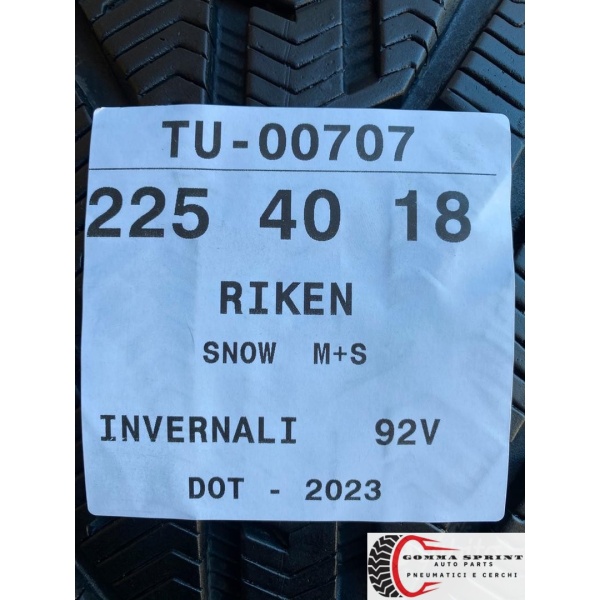 TU-00707
225 40 18
RIKEN
SNOW M+S
INVERNALI 92V
DOT - 2023
GOMMA SPRINT
AUTO PARTS
PNEUMATICI E CERCHI